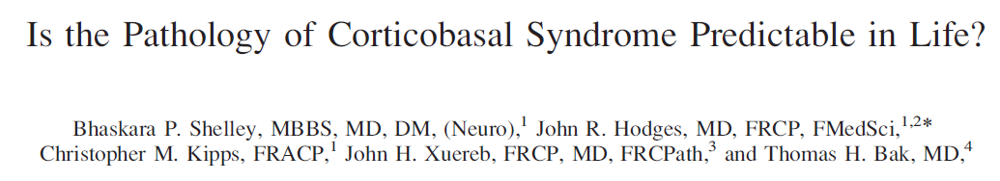 Is the Pathology of Corticobasal Syndrome Predictable in Life?
Bhaskara P. Shelley, MBBS, MD, DM, (Neuro),1 John R. Hodges, MD, FRCP, FMedSci,1,2*
Christopher M. Kipps, FRACP,1 John H. Xuereb, FRCP, MD, FRCPath,3 and Thomas H. Bak, MD,4